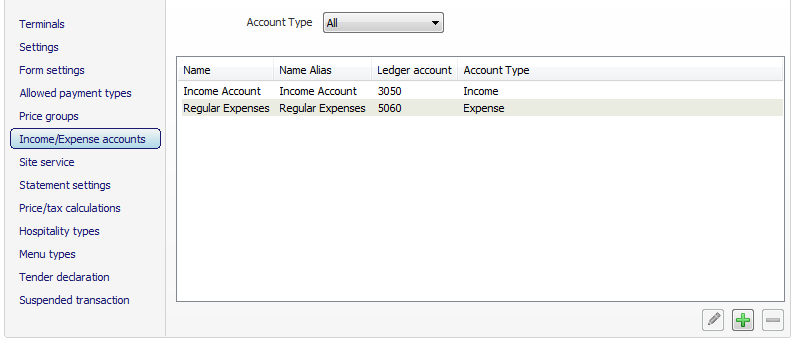 Account Type All
Terminals
Settings
Form settings
Allowed payment types
Price groups
Income/Expense accounts
Site service
Statement settings
Price/tax calculations
Hospitality types
Menu types
Tender declaration
Suspended transaction
Name Name Alias Ledger account Account Type
Income Account Income Account 3050 Income
Regular Expenses Regular Expenses 5060 Expense